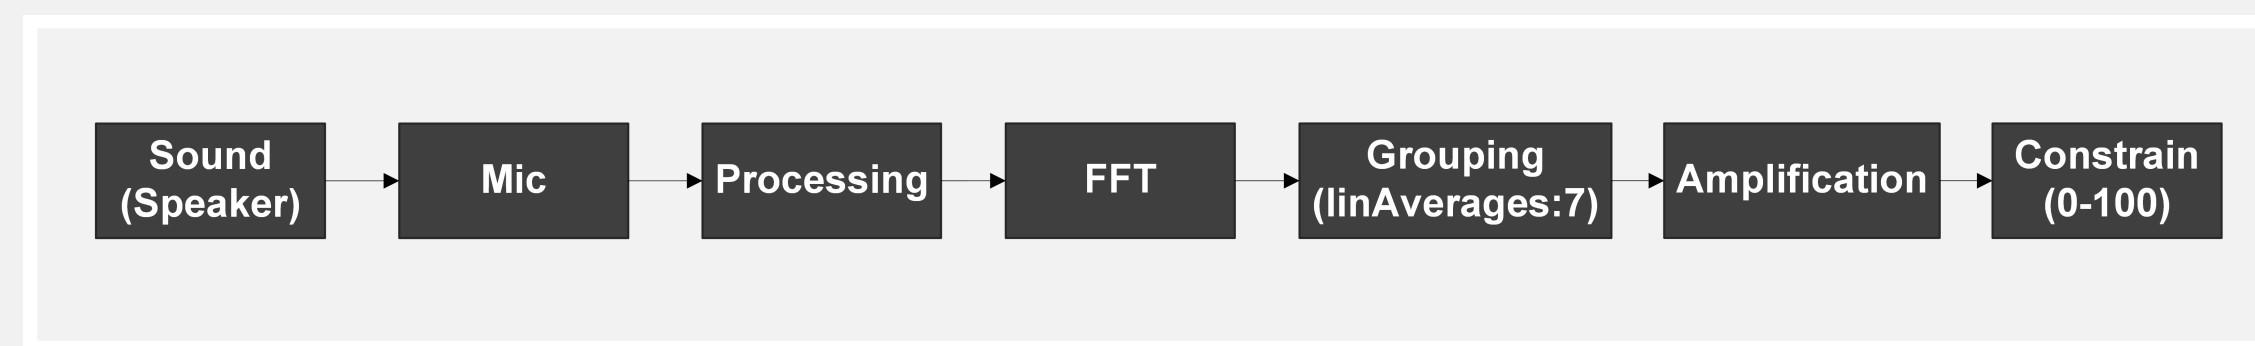 Sound
(Speaker)
Mic
Processing
FFT
Grouping
(linAverages:7)
Amplification
Constrain
(0-100)